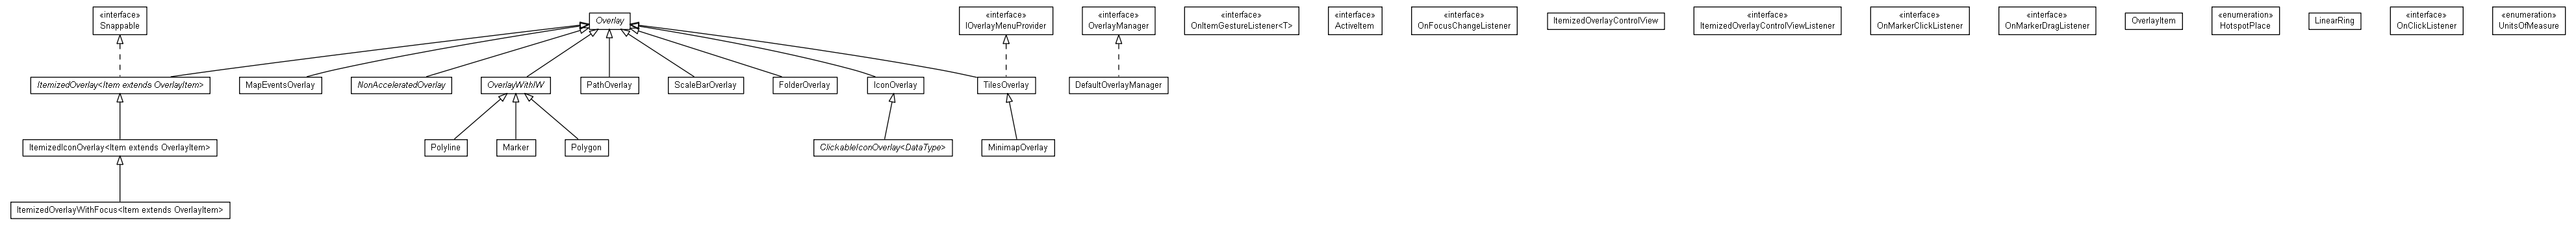 «interface»
Snappable
Overlay
«interface»
IOverlayMenuProvider
«interface»
OverlayManager
«interface»
OnItemGestureListener<T>
«interface»
ActiveItem
«interface»
OnFocusChangeListener
ItemizedOverlayControlView
«interface»
ItemizedOverlayControlViewListener
«interface»
OnMarkerClickListener
«interface»
OnMarkerDragListener
OverlayItem
«enumeration»
HotspotPlace
LinearRing
«interface»
OnClickListener
«enumeration»
UnitsOfMeasure
ItemizedOverlay<Item extends OverlayItem>
MapEventsOverlay
NonAcceleratedOverlay
OverlayWithIW
PathOverlay
ScaleBarOverlay
FolderOverlay
IconOverlay
TilesOverlay
DefaultOverlayManager
ItemizedIconOverlay<Item extends OverlayItem>
Polyline
Marker
Polygon
ClickableIconOverlay<DataType>
MinimapOverlay
ItemizedOverlayWithFocus<Item extends OverlayItem>